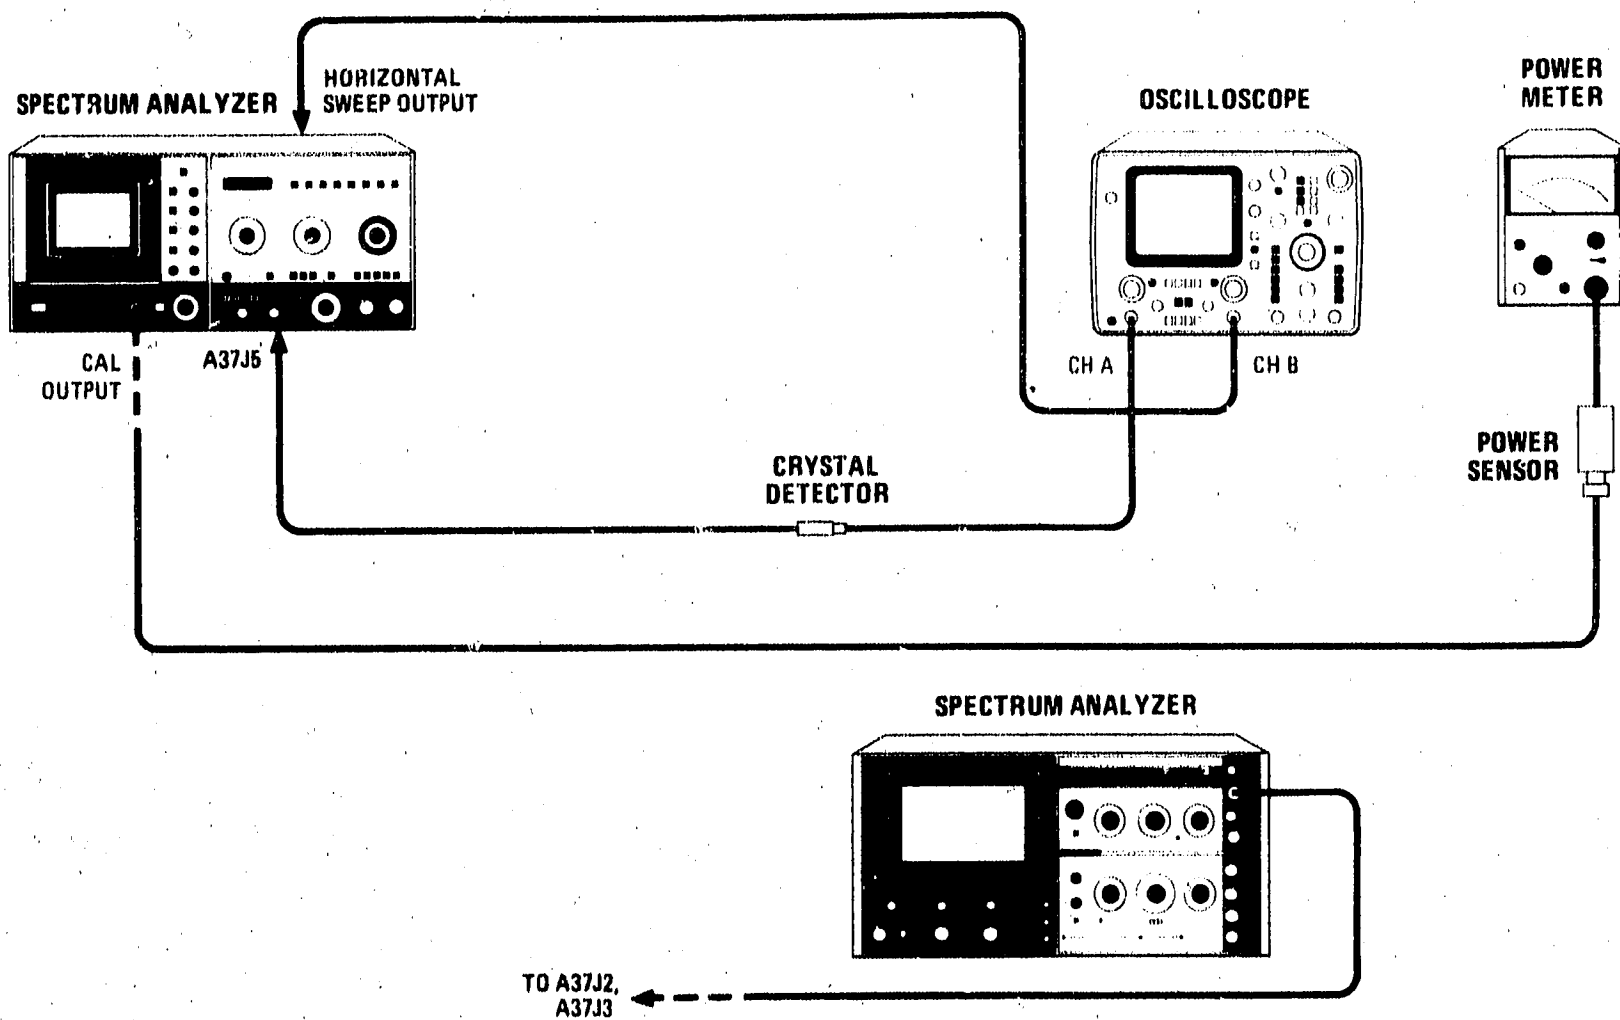 HORIZONTAL
SWEEP OUTPUT
SPECTRUM ANALYZER
OSCILLOSCOPE
POWER
METER
CAL
OUTPUT
A37J5
CH A
CH B
POWER
SENSOR
CRYSTAL
DETECTOR
SPECTRUM ANALYZER
TO A37J2,
A37J3